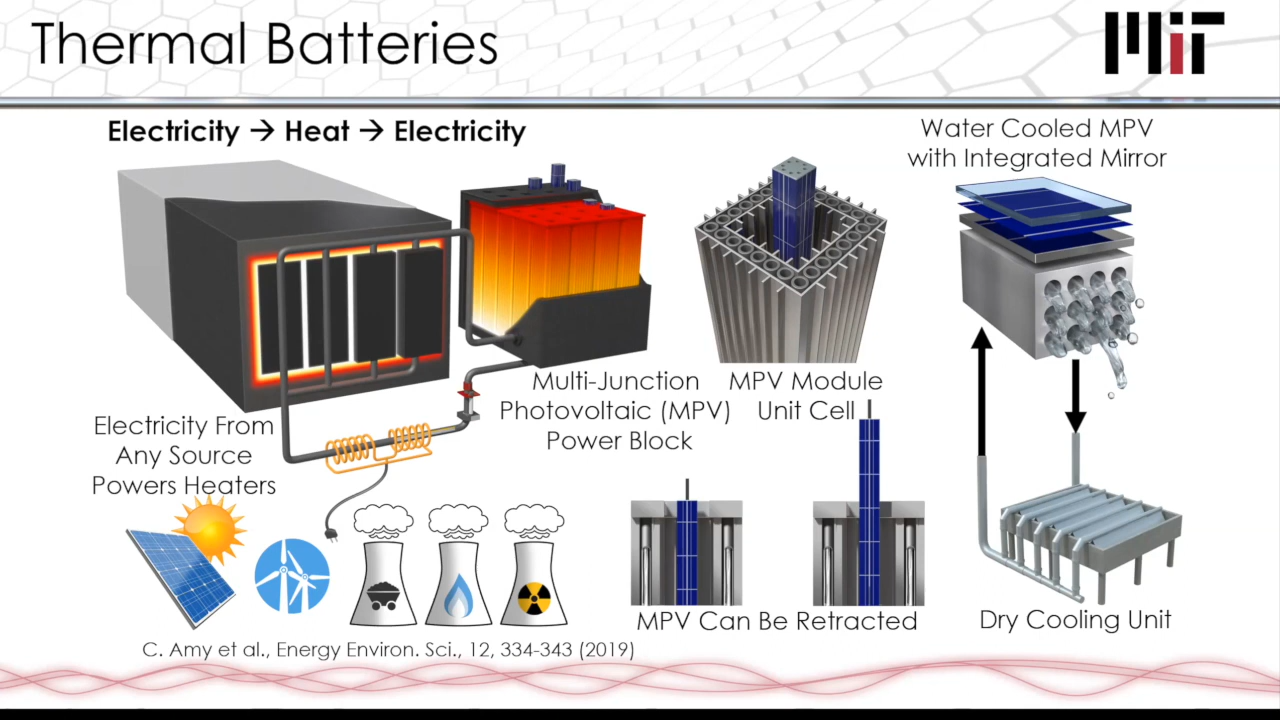 Thermal Batteries
MIT
Electricity → Heat → Electricity
Water Cooled MPV
with Integrated Mirror
Multi-Junction
Photovoltaic (MPV)
Power Block
MPV Module
Unit Cell
Electricity From
Any Source
Powers Heaters
MPV Can Be Retracted
Dry Cooling Unit
C. Amy et al., Energy Environ. Sci., 12, 334-343 (2019)